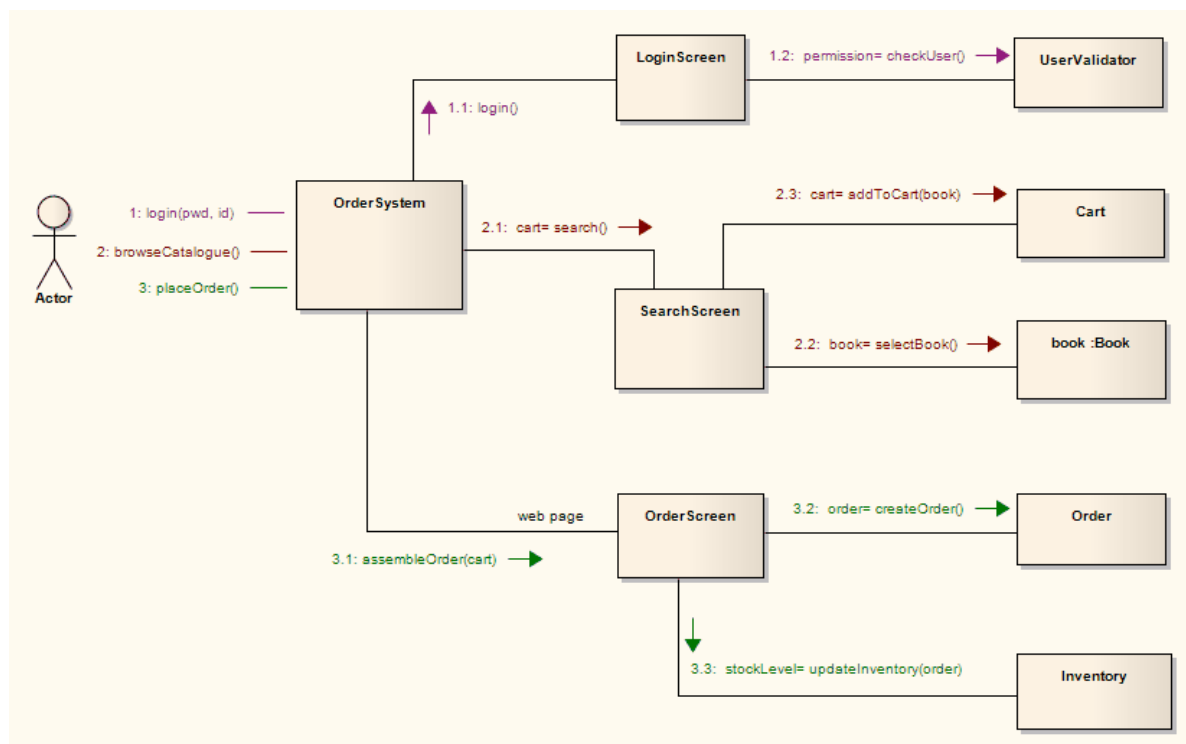 LoginScreen
1.2:  permission= checkUser()
UserValidator
1.1: login()
OrderSystem
1: login(pwd, id)
2: browseCatalogue()
3: placeOrder()
Actor
2.1:  cart= search()
2.3:  cart= addToCart(book)
Cart
SearchScreen
2.2:  book= selectBook()
book :Book
web page
3.1: assembleOrder(cart)
OrderScreen
3.2:  order= createOrder()
Order
3.3:  stockLevel= updateInventory(order)
Inventory